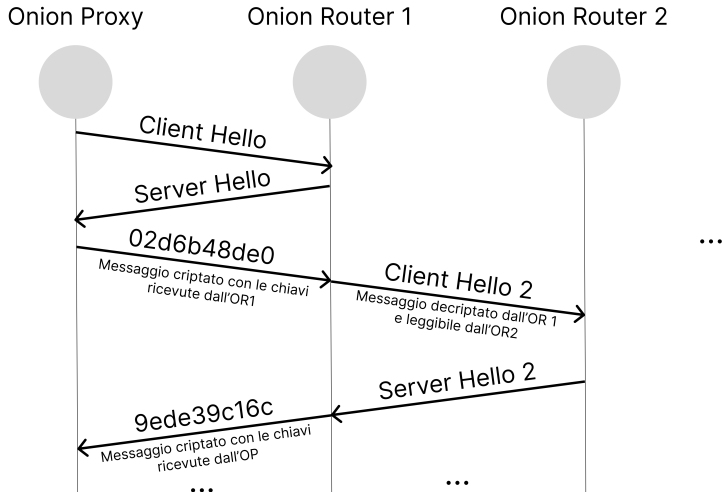 Onion Proxy
Onion Router 1
Onion Router 2
Client Hello
Server Hello
02d6b48de0
Messaggio criptato con le chiavi
ricevute dall'OR1
Client Hello 2
Messaggio decriptato dall'OR 1
e leggibile dall'OR2
...
Server Hello 2
9ede39c16c
Messaggio criptato con le chiavi
ricevute dall'OP
...
...